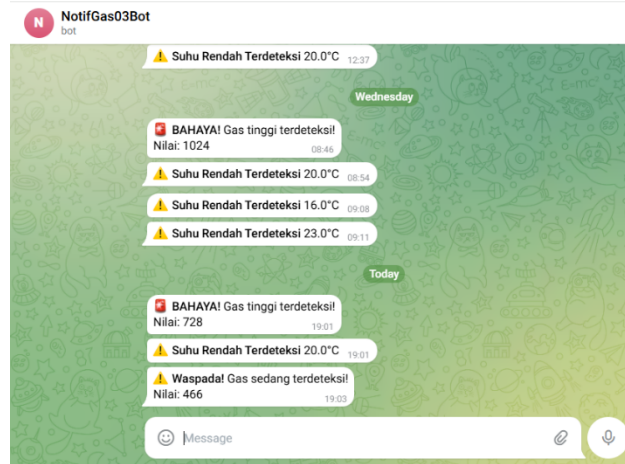 N
NotifGas03Bot
bot
⚠️ Suhu Rendah Terdeteksi 20.0°C 12:37
Wednesday
🚨 BAHAYA! Gas tinggi terdeteksi!
Nilai: 1024 08:46
⚠️ Suhu Rendah Terdeteksi 20.0°C 08:54
⚠️ Suhu Rendah Terdeteksi 16.0°C 09:08
⚠️ Suhu Rendah Terdeteksi 23.0°C 09:11
Today
🚨 BAHAYA! Gas tinggi terdeteksi!
Nilai: 728 19:01
⚠️ Suhu Rendah Terdeteksi 20.0°C 19:01
⚠️ Waspada! Gas sedang terdeteksi!
Nilai: 466 19:03
Message